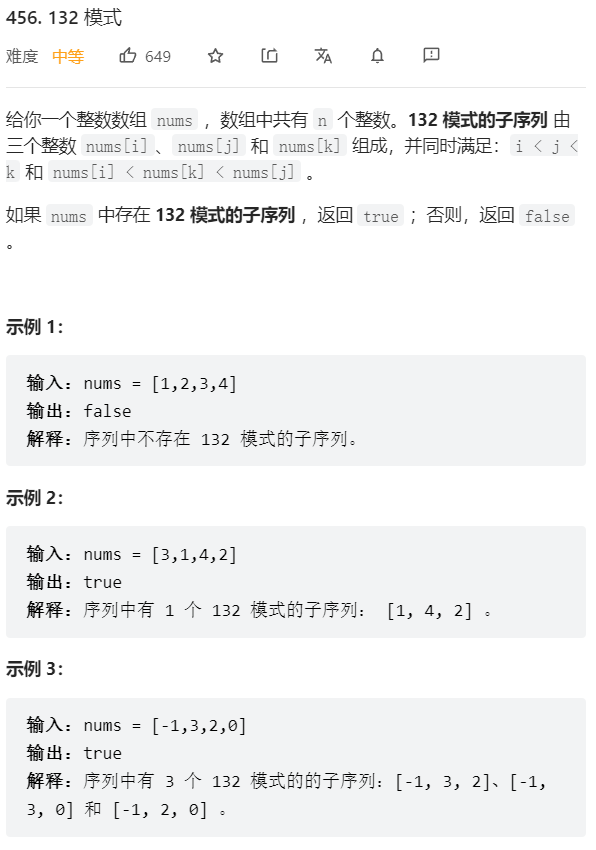 456. 132 模式
难度 中等 649
给你一个整数数组 nums ，数组中共有 n 个整数。132 模式的子序列 由
三个整数 nums[i] 、 nums[j] 和 nums[k] 组成，并同时满足： i < j <
k 和 nums[i] < nums[k] < nums[j] 。
如果 nums 中存在 132 模式的子序列 ，返回 true ；否则，返回 false
。
示例 1：
输入：nums = [1,2,3,4]
输出：false
解释：序列中不存在 132 模式的子序列。
示例 2：
输入：nums = [3,1,4,2]
输出：true
解释：序列中有 1 个 132 模式的子序列： [1, 4, 2] 。
示例 3：
输入：nums = [-1,3,2,0]
输出：true
解释：序列中有 3 个 132 模式的的子序列：[-1, 3, 2]、[-1,
3, 0] 和 [-1, 2, 0] 。